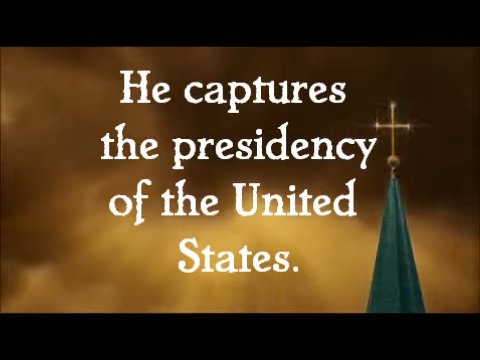 He captures
the presidency
of the United
States.